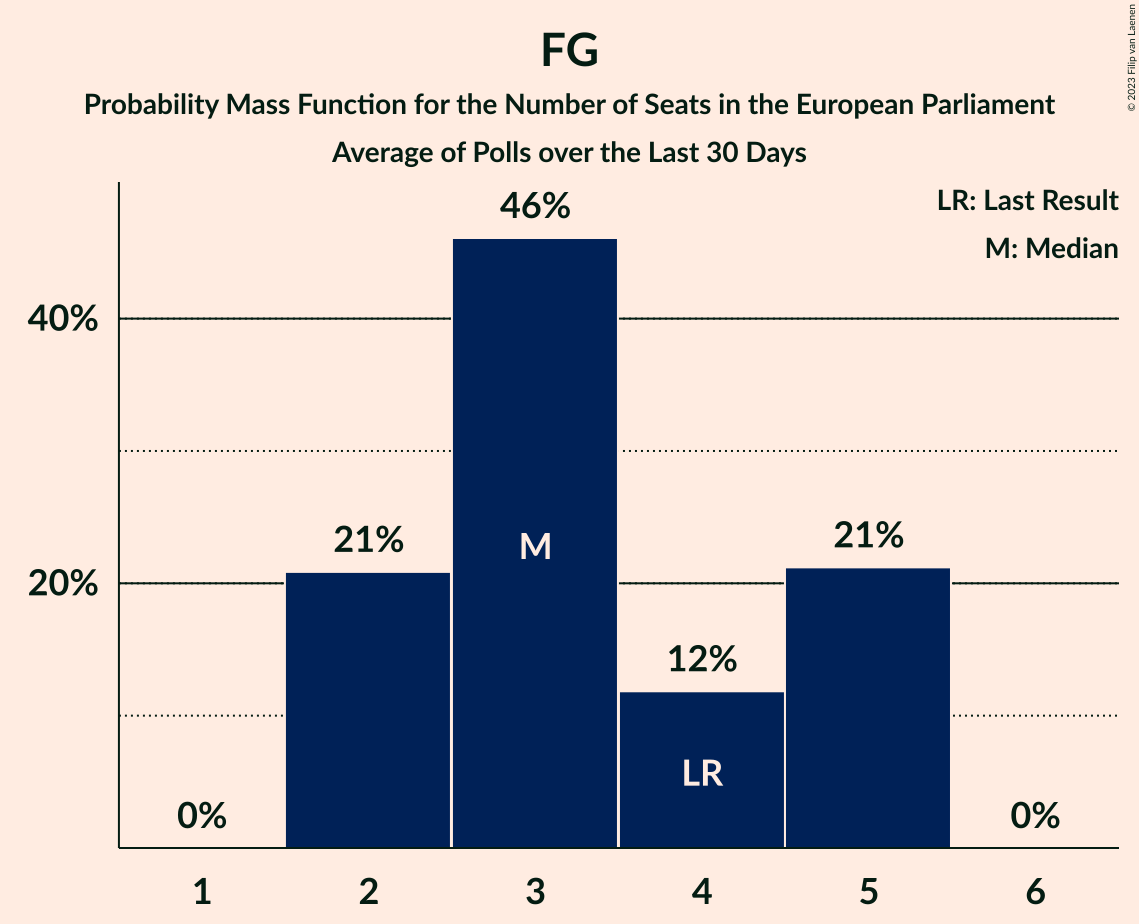 FG
Probability Mass Function for the Number of Seats in the European Parliament
Average of Polls over the Last 30 Days
© 2023 Filip van Laenen
LR: Last Result
M: Median
46%
40%
21%
M
21%
20%
12%
LR
0%
0%
1 2 3 4 5 6